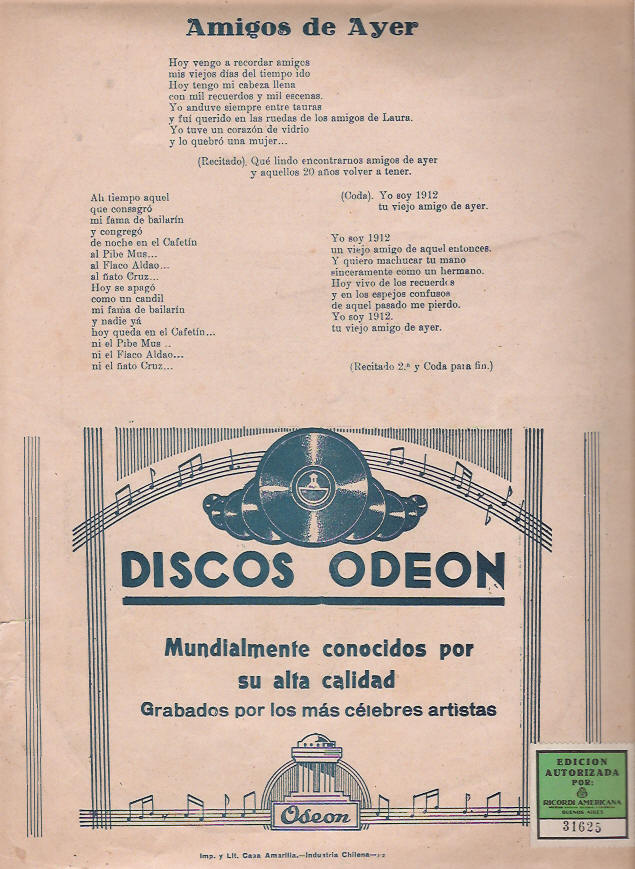 Amigos de Ayer
Hoy vengo a recordar amigos
mis viejos días del tiempo ido
Hoy tengo mi cabeza llena
con mil recuerdos y mil escenas.
Yo anduve siempre entre tauras
y fuí querido en las ruedas de los amigos de Laura.
Yo tuve un corazón de vidrio
y lo quebró una mujer...
(Recitado). Qué lindo encontrarnos amigos de ayer
y aquellos 20 años volver a tener.
Ah tiempo aquel
que consagró
mi fama de bailarín
y congregó
de noche en el Cafetín
al Pibe Mus...
al Flaco Aldao...
al ñato Cruz...
Hoy se apagó
como un candil
mi fama de bailarín
y nadie yá
hoy queda en el Cafetín...
ni el Pibe Mus ..
ni el Flaco Aldao...
ni el ñato Cruz...
(Coda). Yo soy 1912
tu viejo amigo de ayer.
Yo soy 1912
un viejo amigo de aquel entonces.
Y quiero machucar tu mano
sinceramente como un hermano.
Hoy vivo de los recuerdos
y en los espejos confusos
de aquel pasado me pierdo.
Yo soy 1912.
tu viejo amigo de ayer.
(Recitado 2.ª y Coda para fin.)
DISCOS ODEON
Mundialmente conocidos por
su alta calidad
Grabados por los más célebres artistas
Odeon
EDICION
AUTORIZADA
POR:
RICORDI AMERICANA
BUENOS AIRES
31625
Imp. y Lit. Casa Amarilla.—Industria Chilena—